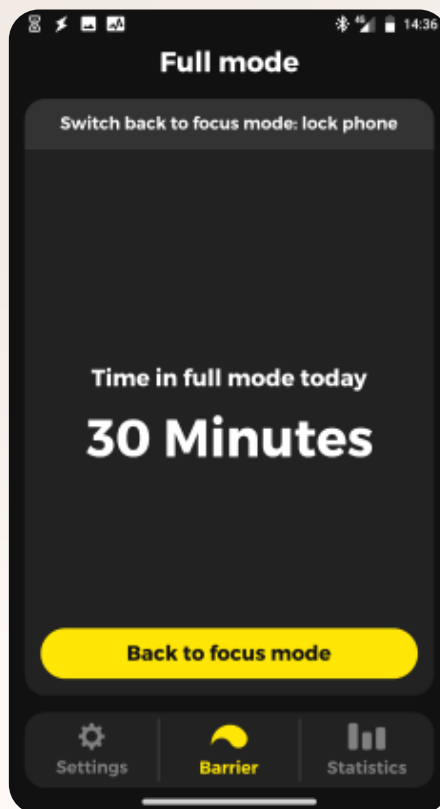 4G 14:36
Full mode
Switch back to focus mode: lock phone
Time in full mode today
30 Minutes
Back to focus mode
Settings Barrier Statistics